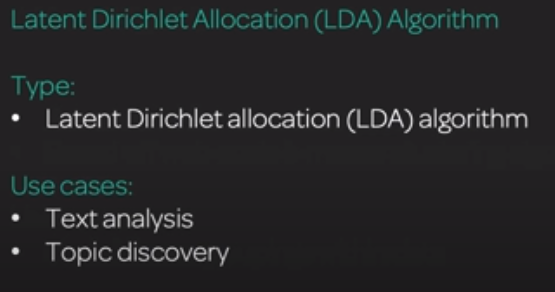 Latent Dirichlet Allocation (LDA) Algorithm
Type:
• Latent Dirichlet allocation (LDA) algorithm
Use cases:
• Text analysis
• Topic discovery